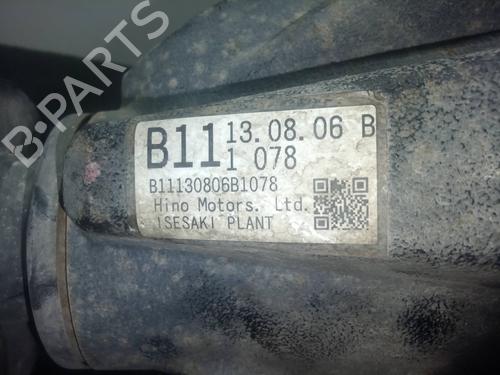 B-PARTS
B11 13.08.06 B
1 078
B11130806B1078
Hino Motors. Ltd.
ISESAKI PLANT